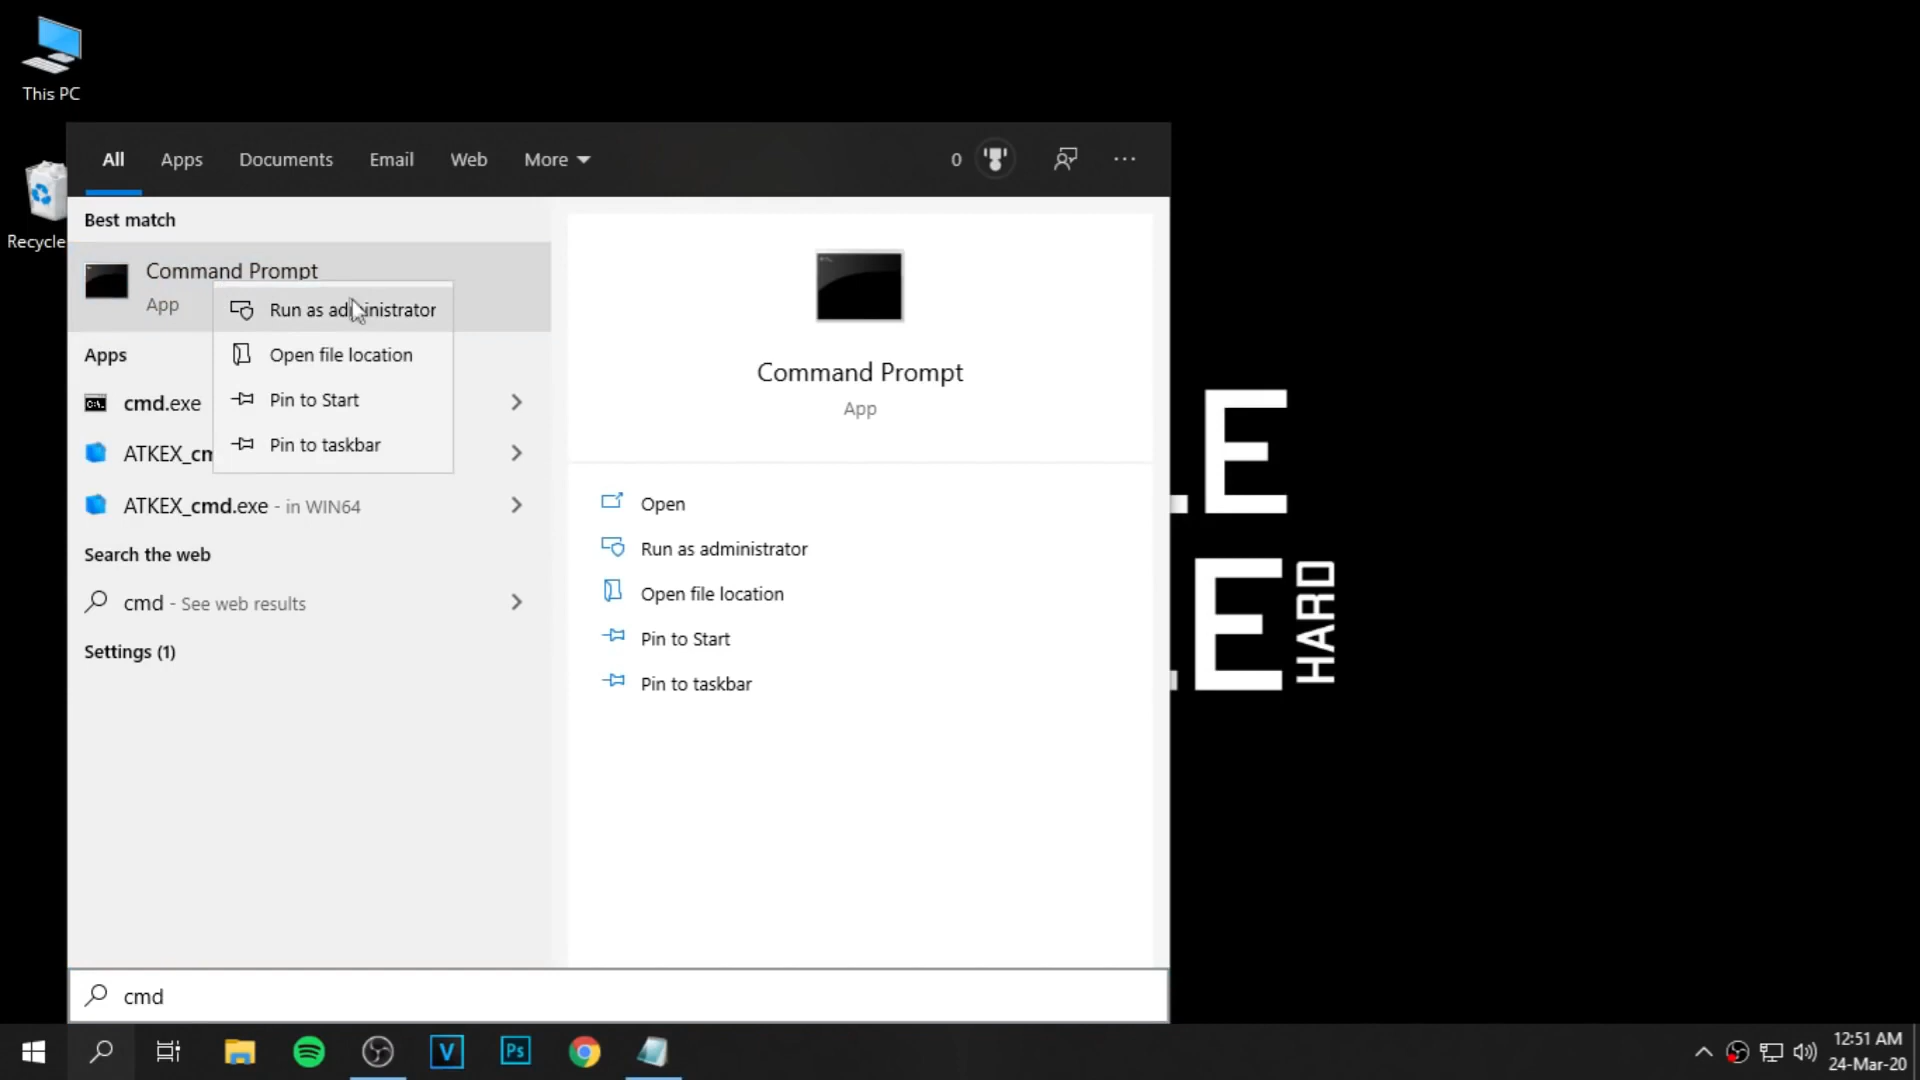 This PC
Recycle
All Apps Documents Email Web More 0 ...
Best match
Command Prompt
App
Run as administrator
Open file location
Pin to Start
Pin to taskbar
Apps
cmd.exe
ATKEX_cm
ATKEX_cmd.exe - in WIN64
Search the web
cmd - See web results
Settings (1)
Command Prompt
App
Open
Run as administrator
Open file location
Pin to Start
Pin to taskbar
E
E
HARD
cmd
V Ps
12:51 AM
24-Mar-20